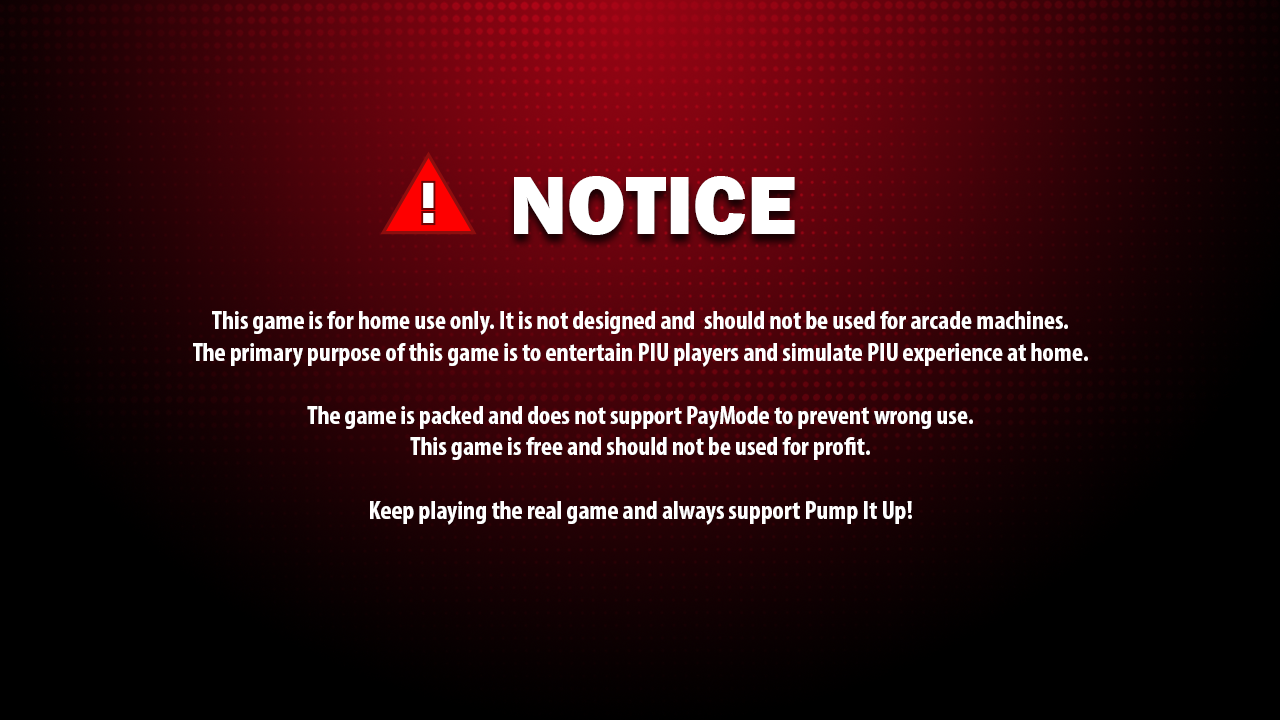 !
NOTICE
This game is for home use only. It is not designed and  should not be used for arcade machines.
The primary purpose of this game is to entertain PIU players and simulate PIU experience at home.
The game is packed and does not support PayMode to prevent wrong use.
This game is free and should not be used for profit.
Keep playing the real game and always support Pump It Up!